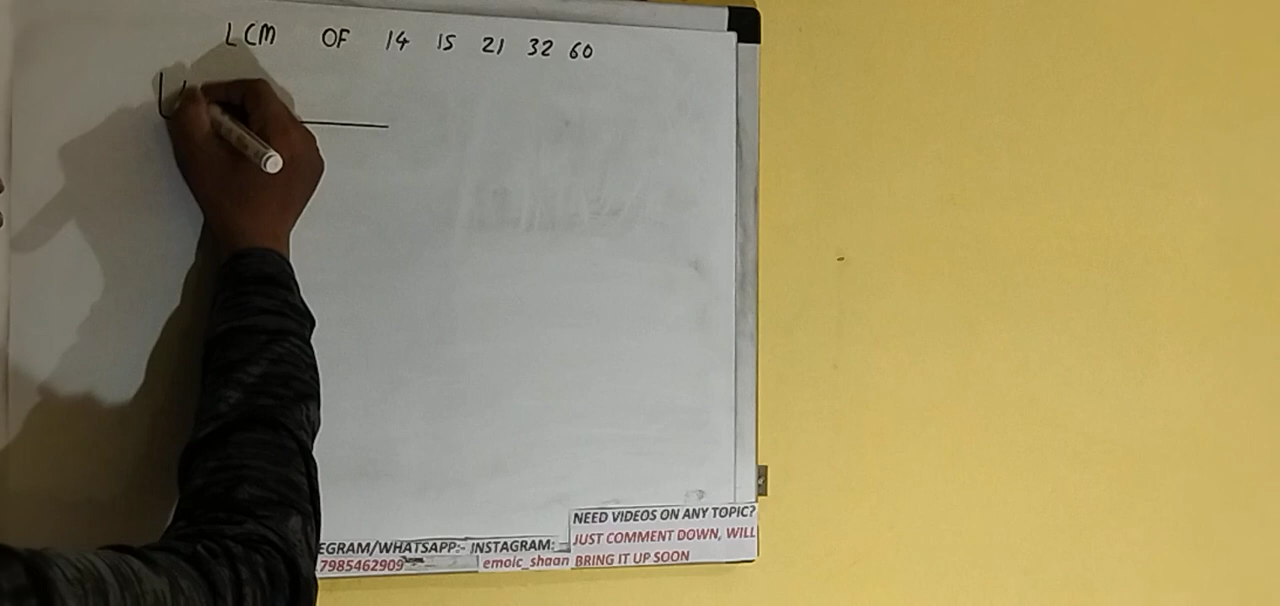 LCM OF 14 15 21 32 60
NEED VIDEOS ON ANY TOPIC?
JUST COMMENT DOWN, WILL
BRING IT UP SOON
EGRAM/WHATSAPP:- INSTAGRAM:
7985462909 emoic_shaan